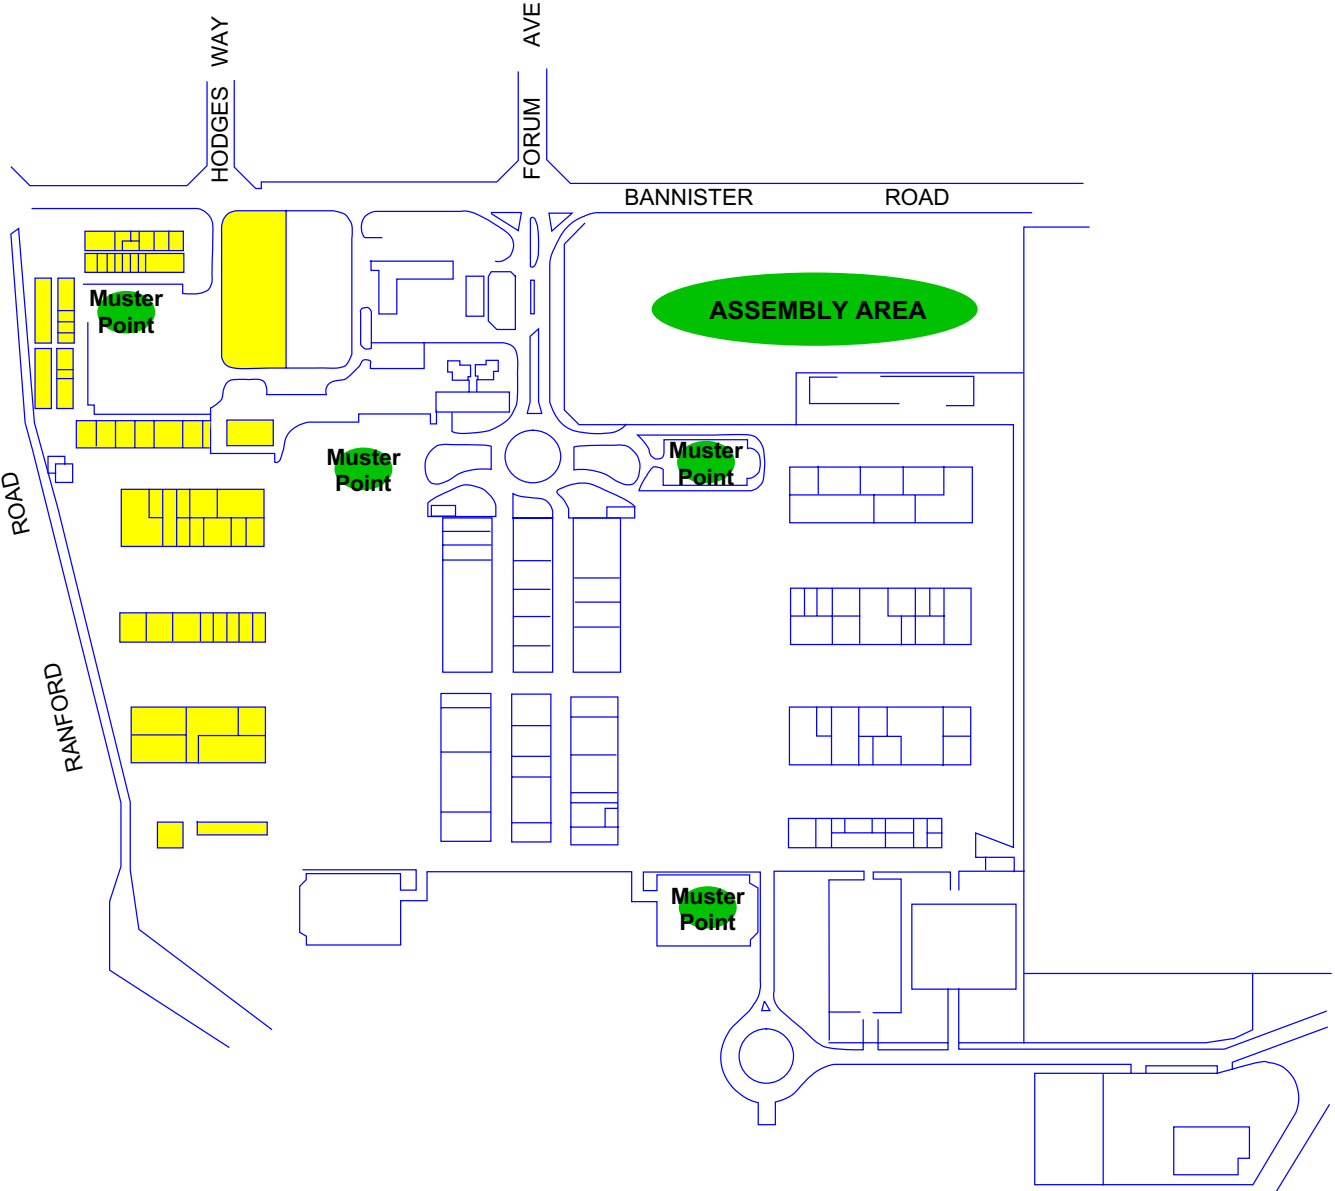 HODGES WAY
FORUM AVE
BANNISTER ROAD
Muster
Point
ASSEMBLY AREA
Muster
Point
Muster
Point
RANFORD ROAD
Muster
Point